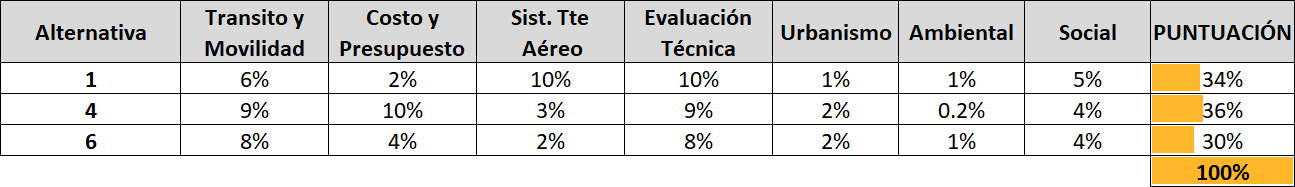 Alternativa Transito y Movilidad Costo y Presupuesto Sist. Tte Aéreo Evaluación Técnica Urbanismo Ambiental Social PUNTUACIÓN
1 6% 2% 10% 10% 1% 1% 5% 34%
4 9% 10% 3% 9% 2% 0.2% 4% 36%
6 8% 4% 2% 8% 2% 1% 4% 30%
100%